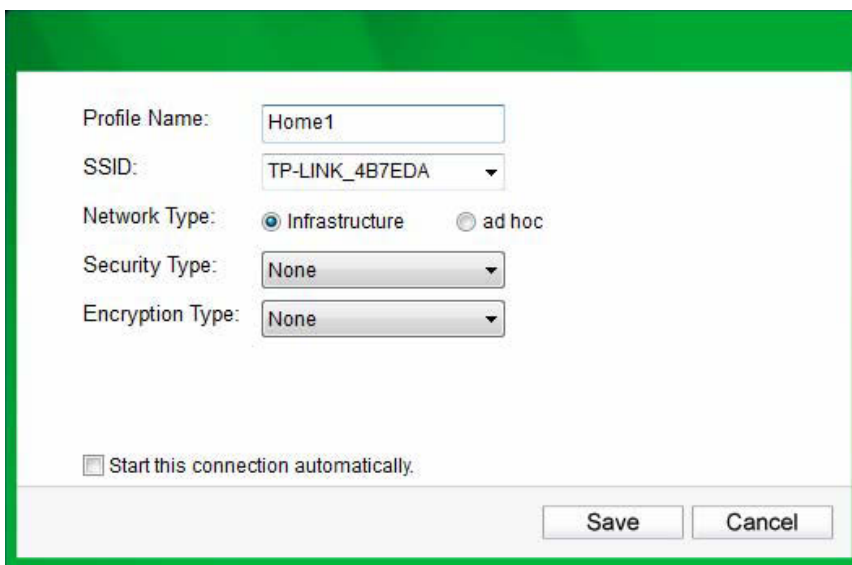 Profile Name: Home1
SSID: TP-LINK_4B7EDA
Network Type: Infrastructure ad hoc
Security Type: None
Encryption Type: None
Start this connection automatically.
Save Cancel